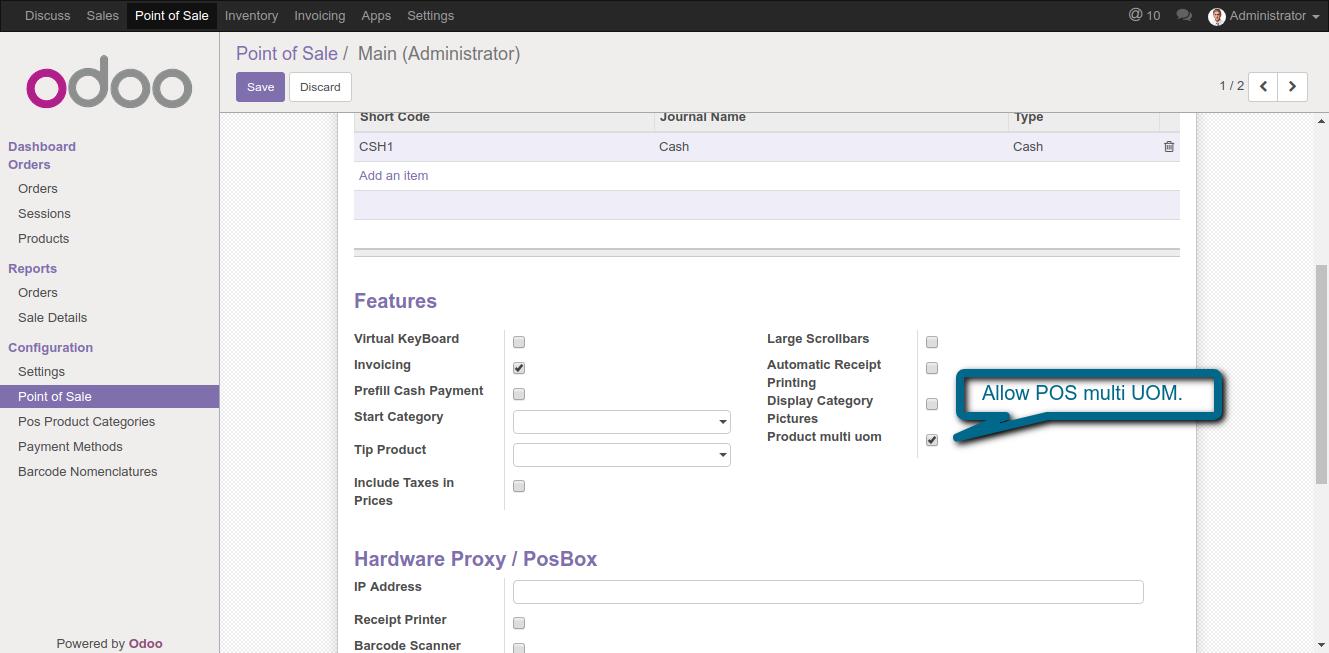 Discuss Sales Point of Sale Inventory Invoicing Apps Settings @ 10 Administrator
odoo
Point of Sale / Main (Administrator)
Save Discard 1 / 2
Dashboard
Orders
Orders
Sessions
Products
Reports
Orders
Sale Details
Configuration
Settings
Point of Sale
Pos Product Categories
Payment Methods
Barcode Nomenclatures
Powered by Odoo
Short Code Journal Name Type
CSH1 Cash Cash
Add an item
Features
Virtual KeyBoard
Invoicing
Prefill Cash Payment
Start Category
Tip Product
Include Taxes in
Prices
Large Scrollbars
Automatic Receipt
Printing
Display Category
Pictures
Product multi uom
Allow POS multi UOM.
Hardware Proxy / PosBox
IP Address
Receipt Printer
Barcode Scanner